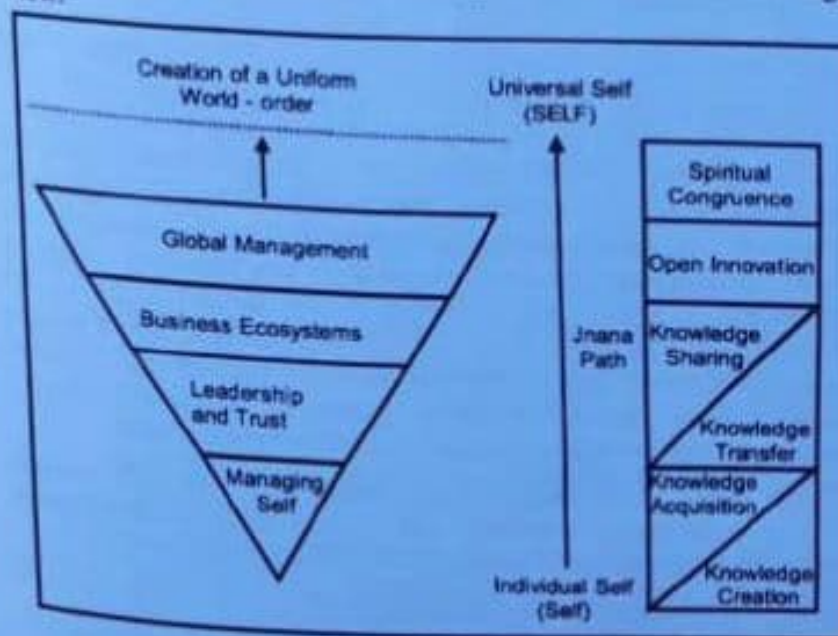 Creation of a Uniform
World - order
Universal Self
(SELF)
Global Management
Business Ecosystems
Leadership
and Trust
Managing
Self
Jnana
Path
Individual Self
(Self)
Spiritual
Congruence
Open Innovation
Knowledge
Sharing
Knowledge
Transfer
Knowledge
Acquisition
Knowledge
Creation